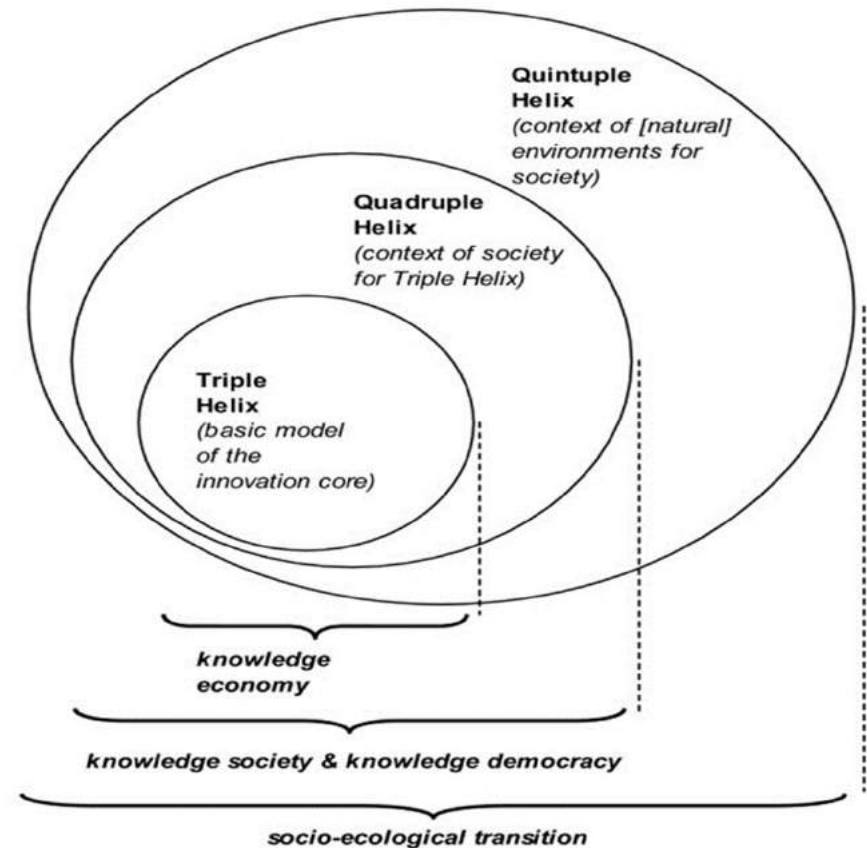 Quintuple
Helix
(context of [natural]
environments for
society)
Quadruple
Helix
(context of society
for Triple Helix)
Triple
Helix
(basic model
of the
innovation core)
knowledge
economy
knowledge society & knowledge democracy
socio-ecological transition